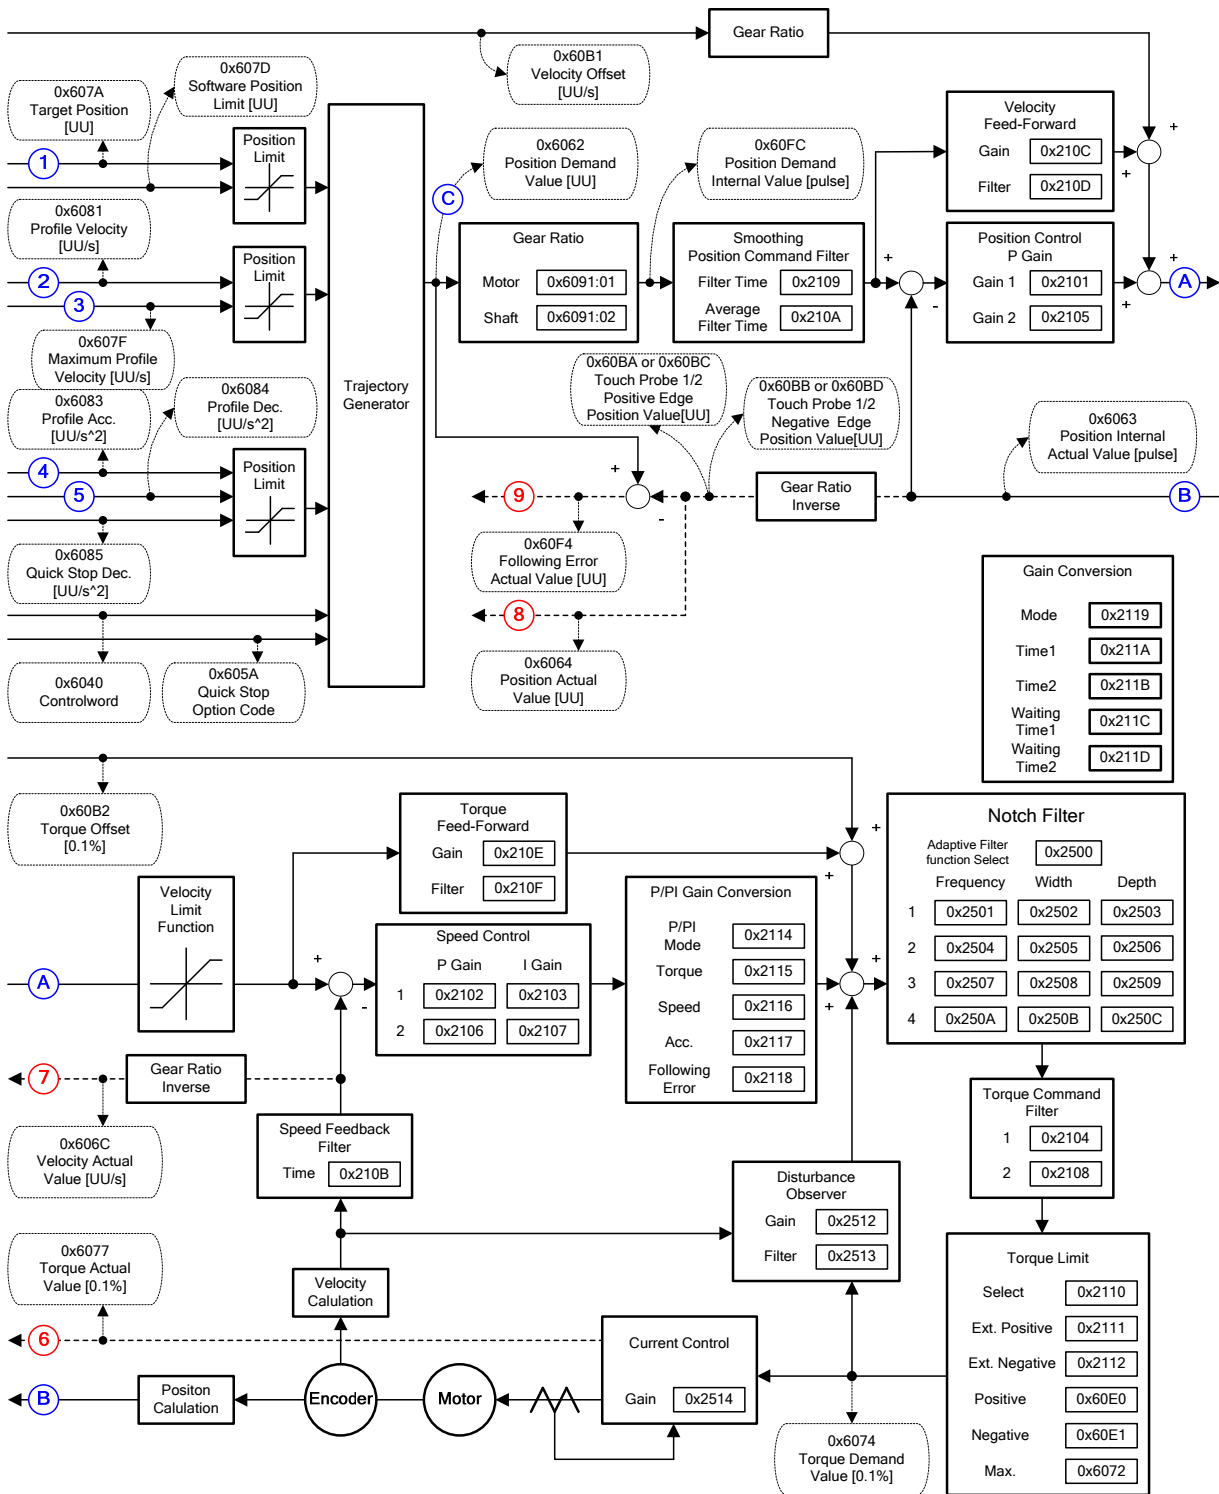 Gear Ratio
0x60B1
Velocity Offset
[UU/s]
0x607D
Software Position
Limit [UU]
0x607A
Target Position
[UU]
Position
Limit
1
0x6081
Profile Velocity
[UU/s]
Position
Limit
2
3
0x607F
Maximum Profile
Velocity [UU/s]
0x6083
Profile Acc.
[UU/s^2]
0x6084
Profile Dec.
[UU/s^2]
Position
Limit
4
5
0x6085
Quick Stop Dec.
[UU/s^2]
0x6040
Controlword
0x605A
Quick Stop
Option Code
Trajectory
Generator
C
0x6062
Position Demand
Value [UU]
0x60FC
Position Demand
Internal Value [pulse]
Gear Ratio
Motor 0x6091:01
Shaft 0x6091:02
Smoothing
Position Command Filter
Filter Time 0x2109
Average
Filter Time 0x210A
Velocity
Feed-Forward
Gain 0x210C
Filter 0x210D
+
+
+
-
Position Control
P Gain
Gain 1 0x2101
Gain 2 0x2105
+
+
A
0x60BA or 0x60BC
Touch Probe 1/2
Positive Edge
Position Value[UU]
0x60BB or 0x60BD
Touch Probe 1/2
Negative Edge
Position Value[UU]
0x6063
Position Internal
Actual Value [pulse]
+
-
9
Gear Ratio
Inverse
B
0x60F4
Following Error
Actual Value [UU]
8
0x6064
Position Actual
Value [UU]
Gain Conversion
Mode 0x2119
Time1 0x211A
Time2 0x211B
Waiting
Time1 0x211C
Waiting
Time2 0x211D
0x60B2
Torque Offset
[0.1%]
Torque
Feed-Forward
Gain 0x210E
Filter 0x210F
+
+
Velocity
Limit
Function
A
+
-
Speed Control
P Gain I Gain
1 0x2102 0x2103
2 0x2106 0x2107
P/PI Gain Conversion
P/PI
Mode 0x2114
Torque 0x2115
Speed 0x2116
Acc. 0x2117
Following
Error 0x2118
+
+
Notch Filter
Adaptive Filter
function Select 0x2500
Frequency Width Depth
1 0x2501 0x2502 0x2503
2 0x2504 0x2505 0x2506
3 0x2507 0x2508 0x2509
4 0x250A 0x250B 0x250C
7
Gear Ratio
Inverse
0x606C
Velocity Actual
Value [UU/s]
Speed Feedback
Filter
Time 0x210B
Torque Command
Filter
1 0x2104
2 0x2108
Disturbance
Observer
Gain 0x2512
Filter 0x2513
0x6077
Torque Actual
Value [0.1%]
Velocity
Calulation
6
Current Control
Gain 0x2514
B
Positon
Calulation
Encoder
Motor
0x6074
Torque Demand
Value [0.1%]
Torque Limit
Select 0x2110
Ext. Positive 0x2111
Ext. Negative 0x2112
Positive 0x60E0
Negative 0x60E1
Max. 0x6072